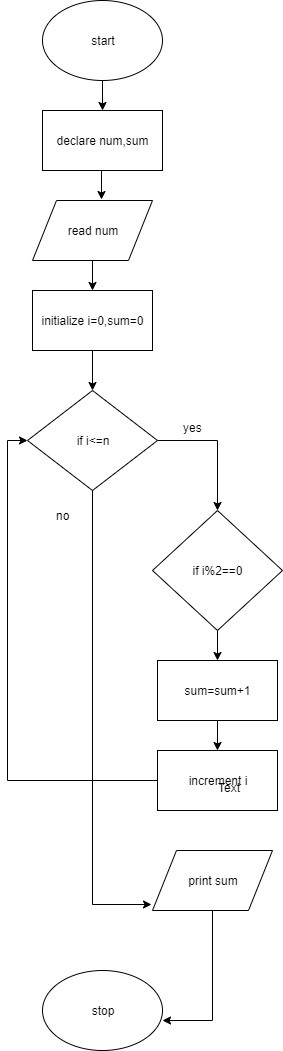 start
declare num,sum
read num
initialize i=0,sum=0
if i<=n
yes
no
if i%2==0
sum=sum+1
increment i
Text
print sum
stop